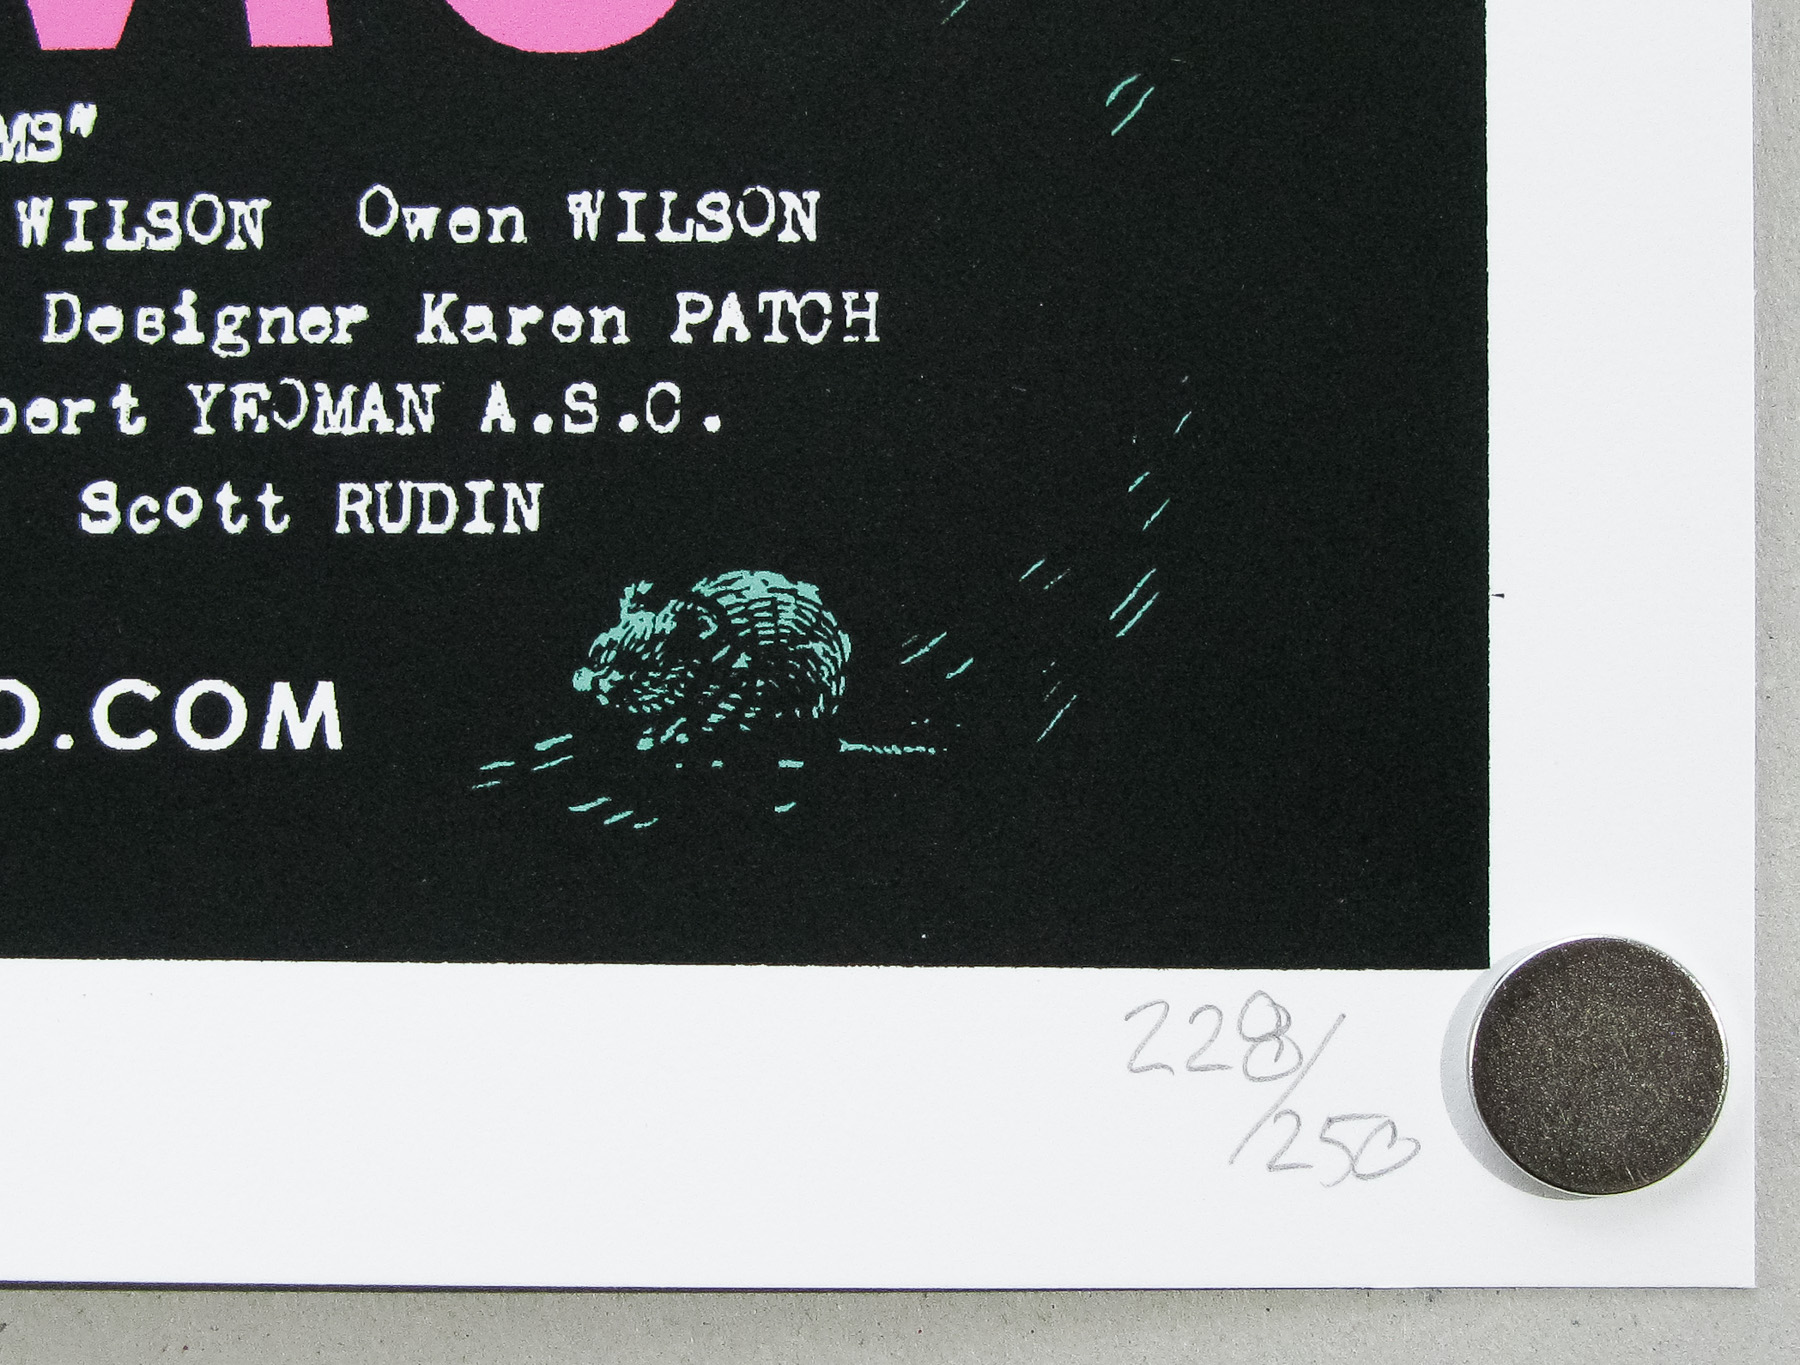 MS"
WILSON Owen WILSON
Designer Karen PATCH
bert YEOMAN A.S.C.
Scott RUDIN
O.COM
228/
250